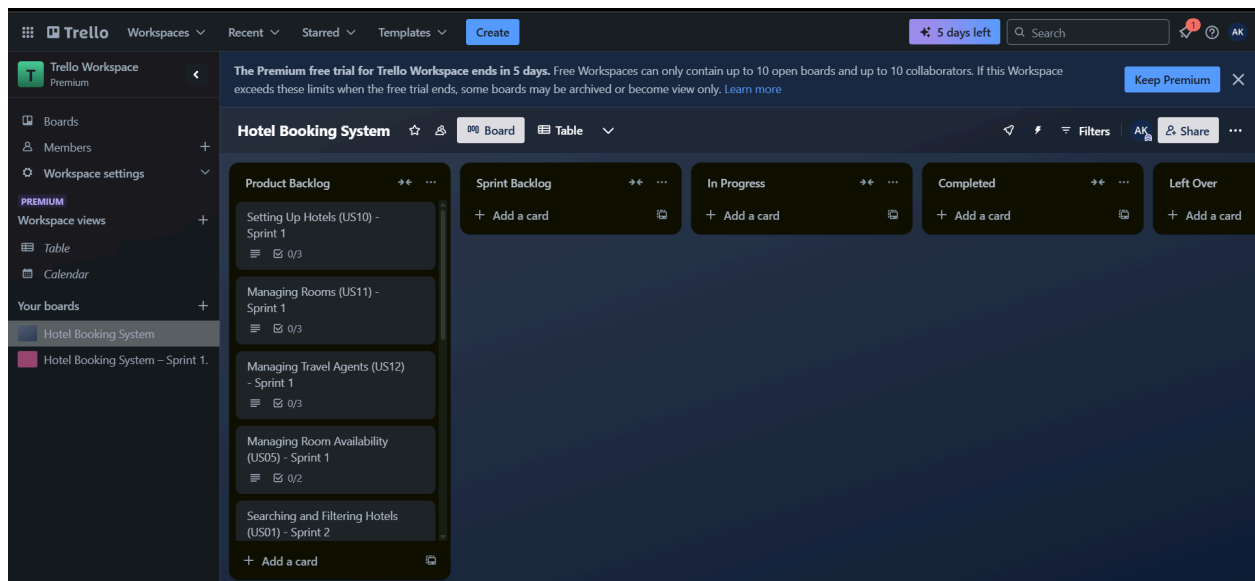 Trello
Workspaces
Recent
Starred
Templates
Create
5 days left
Search
1
AK
T
Trello Workspace
Premium
Boards
Members
Workspace settings
PREMIUM
Workspace views
Table
Calendar
Your boards
Hotel Booking System
Hotel Booking System – Sprint 1.
The Premium free trial for Trello Workspace ends in 5 days. Free Workspaces can only contain up to 10 open boards and up to 10 collaborators. If this Workspace
exceeds these limits when the free trial ends, some boards may be archived or become view only. Learn more
Keep Premium
Hotel Booking System
Board
Table
Filters
AK
Share
Product Backlog
Setting Up Hotels (US10) -
Sprint 1
0/3
Managing Rooms (US11) -
Sprint 1
0/3
Managing Travel Agents (US12)
- Sprint 1
0/3
Managing Room Availability
(US05) - Sprint 1
0/2
Searching and Filtering Hotels
(US01) - Sprint 2
+ Add a card
Sprint Backlog
+ Add a card
In Progress
+ Add a card
Completed
+ Add a card
Left Over
+ Add a card